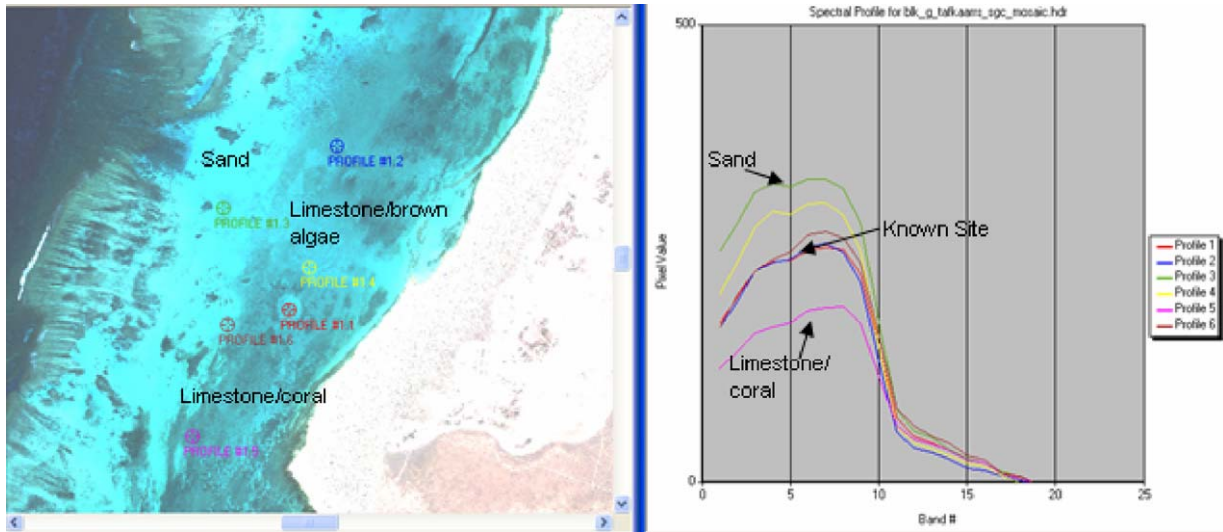 Sand
PROFILE #1.2
PROFILE #1.3
Limestone/brown
algae
PROFILE #1.4
PROFILE #1.1
PROFILE #1.6
Limestone/coral
PROFILE #1.5
Spectral Profile for blk_g_tafkaams_sgc_mosaic.hdr
500
Sand
Known Site
Pixel Value
Limestone/
coral
Profile 1
Profile 2
Profile 3
Profile 4
Profile 5
Profile 6
0
0 5 10 15 20 25
Band #